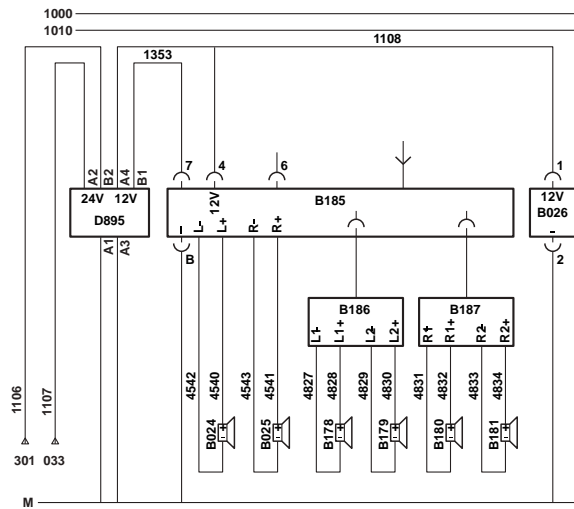 1000
1010
1108
1353
A2
B2
A4
B1
7
4
6
1
24V 12V
D895
A1
A3
12V
B185
-
L-
L+
R-
R+
B
12V
B026
-
2
B186
L1-
L1+
L2-
L2+
B187
R1-
R1+
R2-
R2+
1106
1107
4542
4540
4543
4541
4827
4828
4829
4830
4831
4832
4833
4834
B024
- +
B025
- +
B178
- +
B179
- +
B180
- +
B181
- +
301 033
M